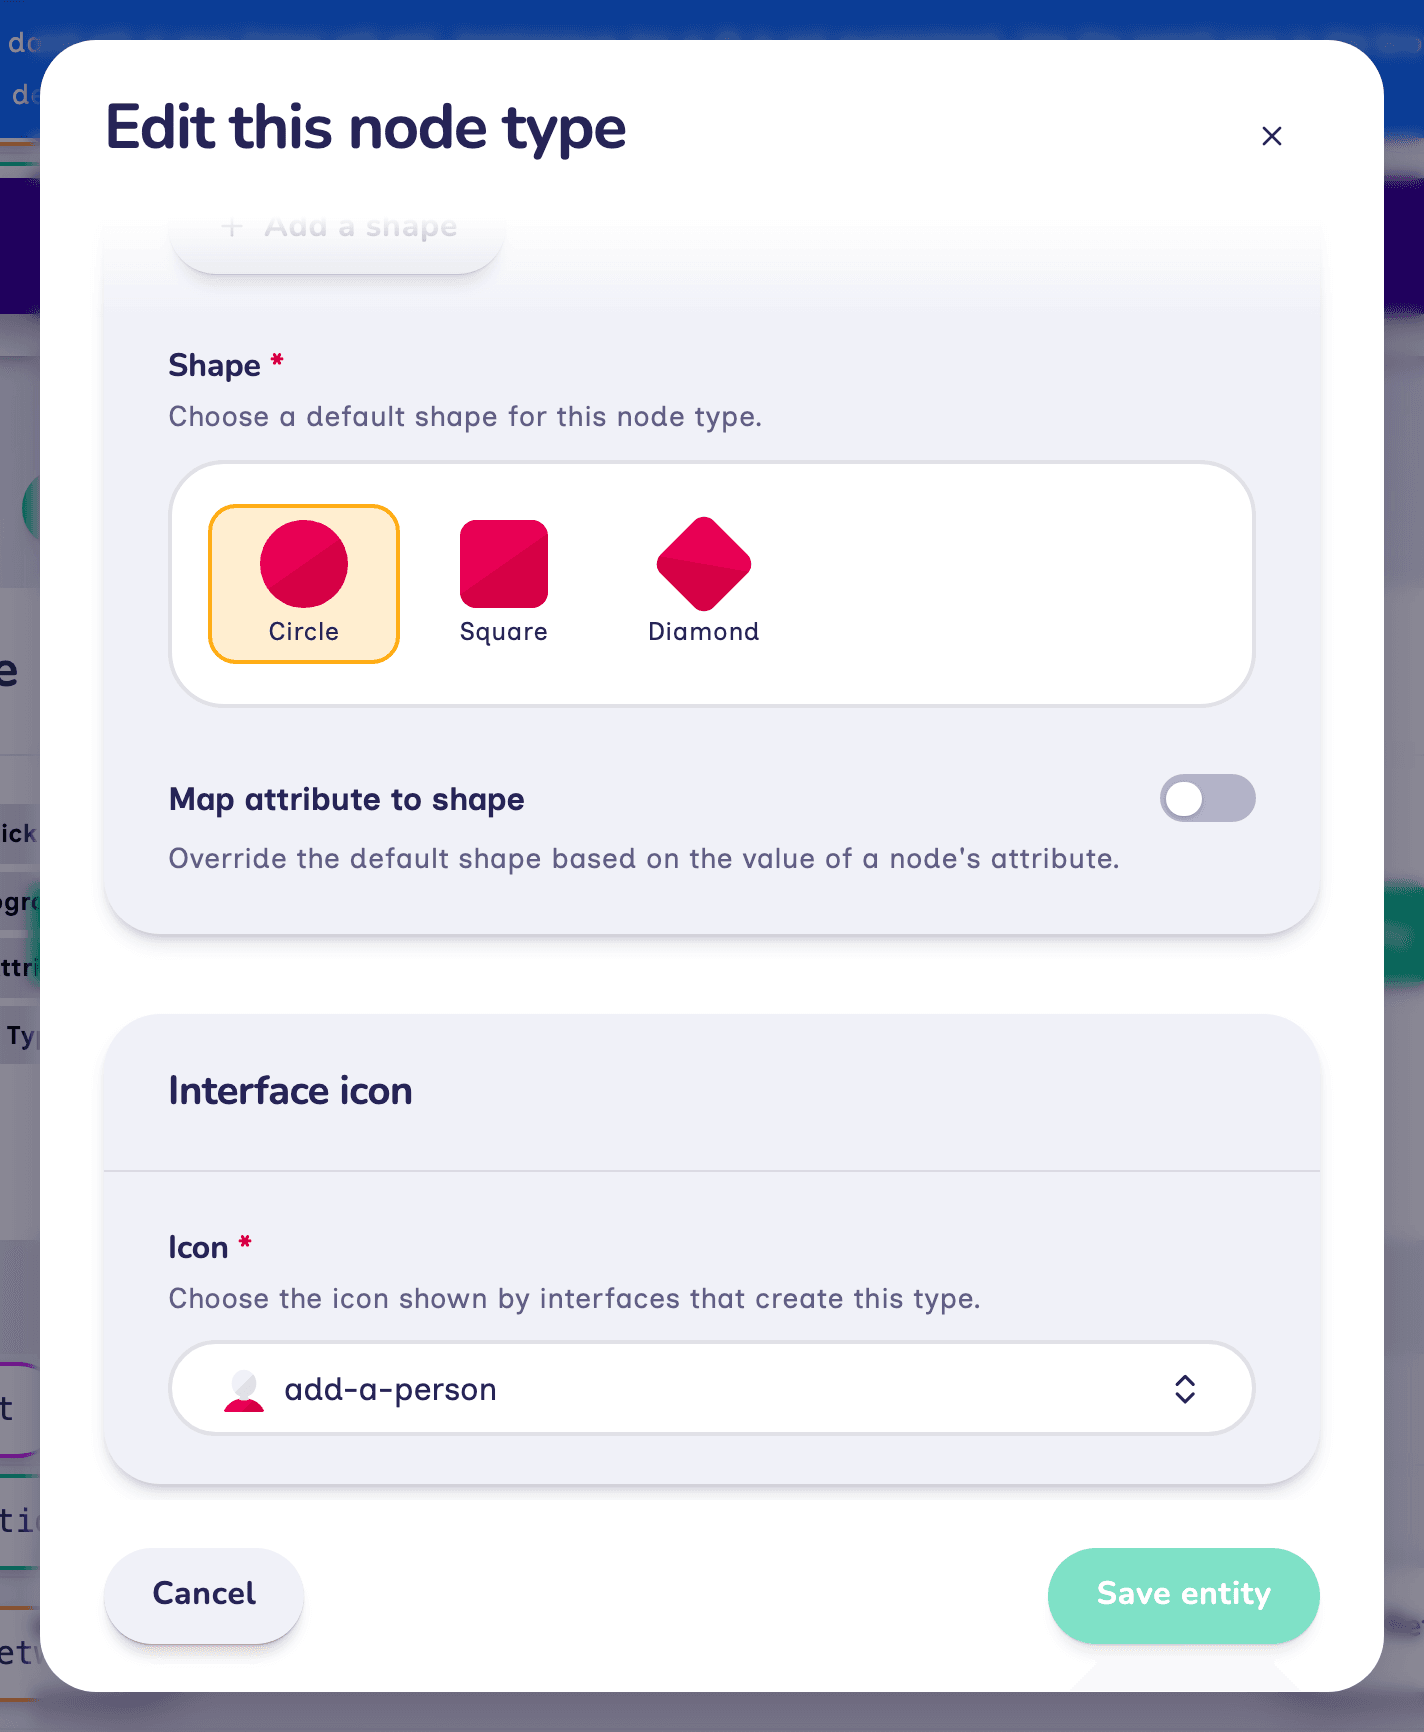 Edit this node type
+ Add a shape
Shape *
Choose a default shape for this node type.
Circle
Square
Diamond
Map attribute to shape
Override the default shape based on the value of a node's attribute.
Interface icon
Icon *
Choose the icon shown by interfaces that create this type.
add-a-person
Cancel
Save entity